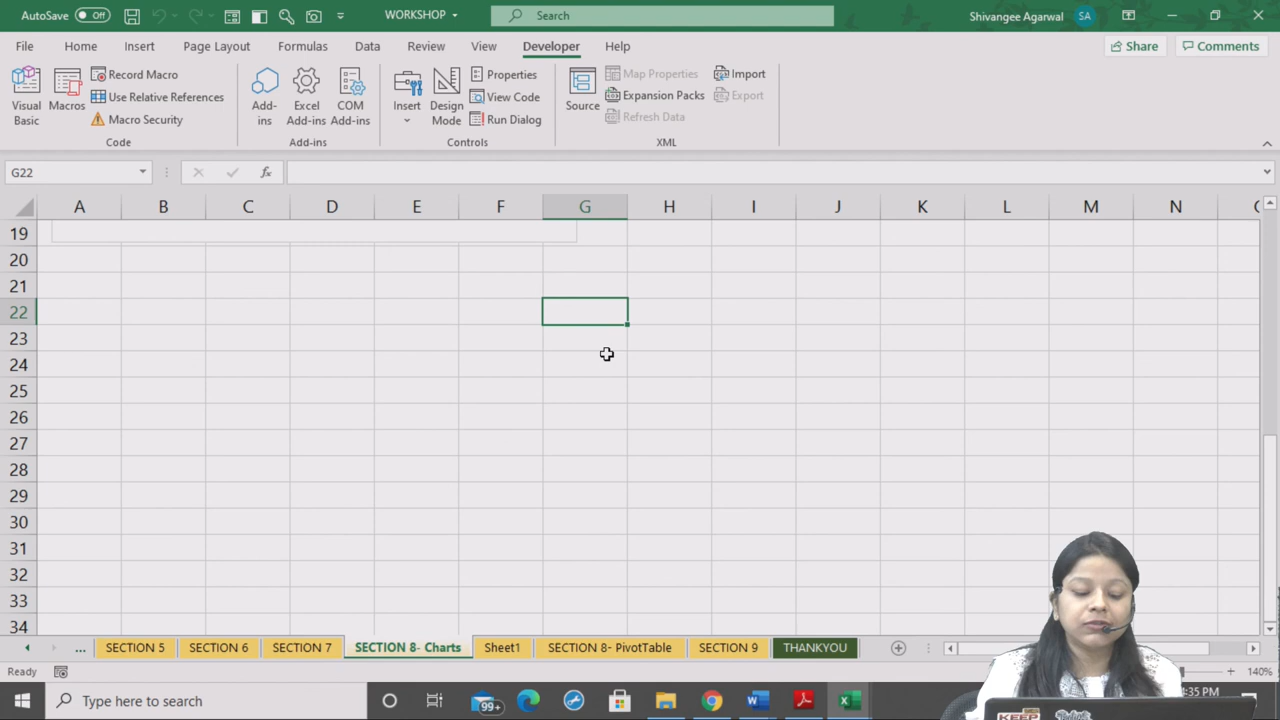 AutoSave Off WORKSHOP Search Shivangee Agarwal SA
File Home Insert Page Layout Formulas Data Review View Developer Help Share Comments
Visual Basic Macros Record Macro Use Relative References Macro Security
Add-ins Excel Add-ins COM Add-ins
Insert Design Mode Properties View Code Run Dialog
Source Map Properties Expansion Packs Refresh Data Import Export
Code Add-ins Controls XML
G22 fx
A B C D E F G H I J K L M N
19
20
21
22
23
24
25
26
27
28
29
30
31
32
33
34
... SECTION 5 SECTION 6 SECTION 7 SECTION 8- Charts Sheet1 SECTION 8- PivotTable SECTION 9 THANKYOU
Ready 140%
Type here to search 99+ :35 PM
KEEP